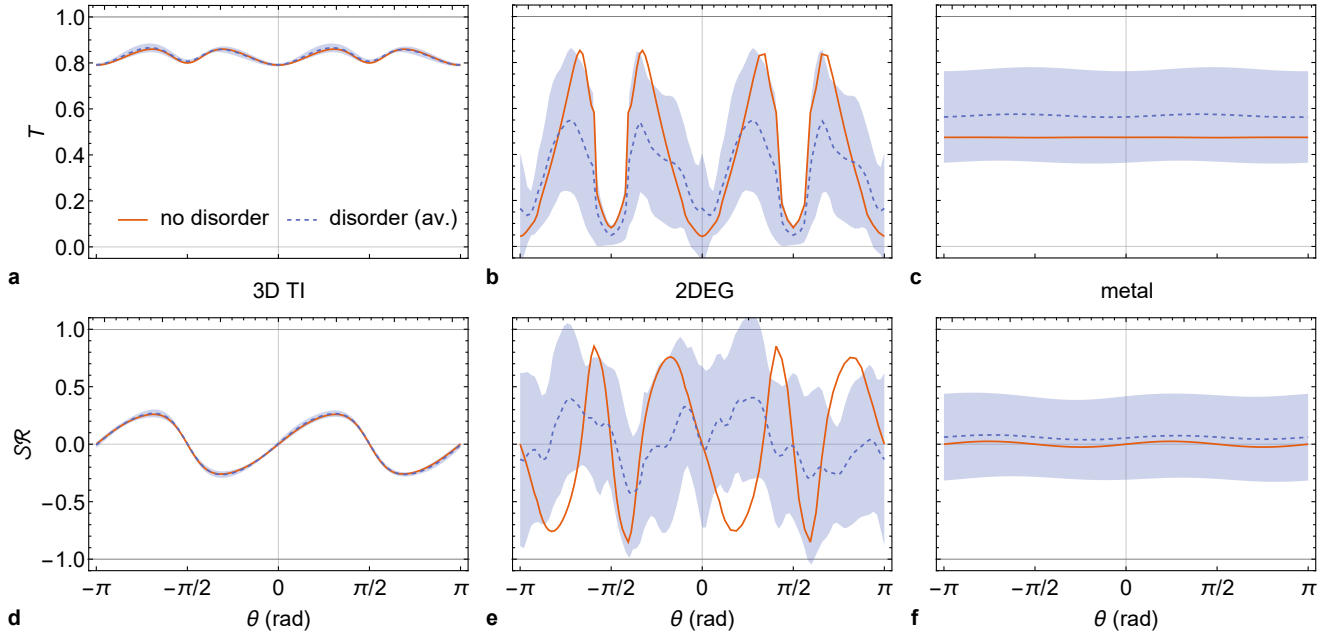 1.0
0.8
0.6
0.4
0.2
0.0
T
no disorder
disorder (av.)
a
b
c
3D TI
2DEG
metal
1.0
0.5
0.0
−0.5
−1.0
SR
−π −π/2 0 π/2 π
−π −π/2 0 π/2 π
−π −π/2 0 π/2 π
d
θ (rad)
e
θ (rad)
f
θ (rad)